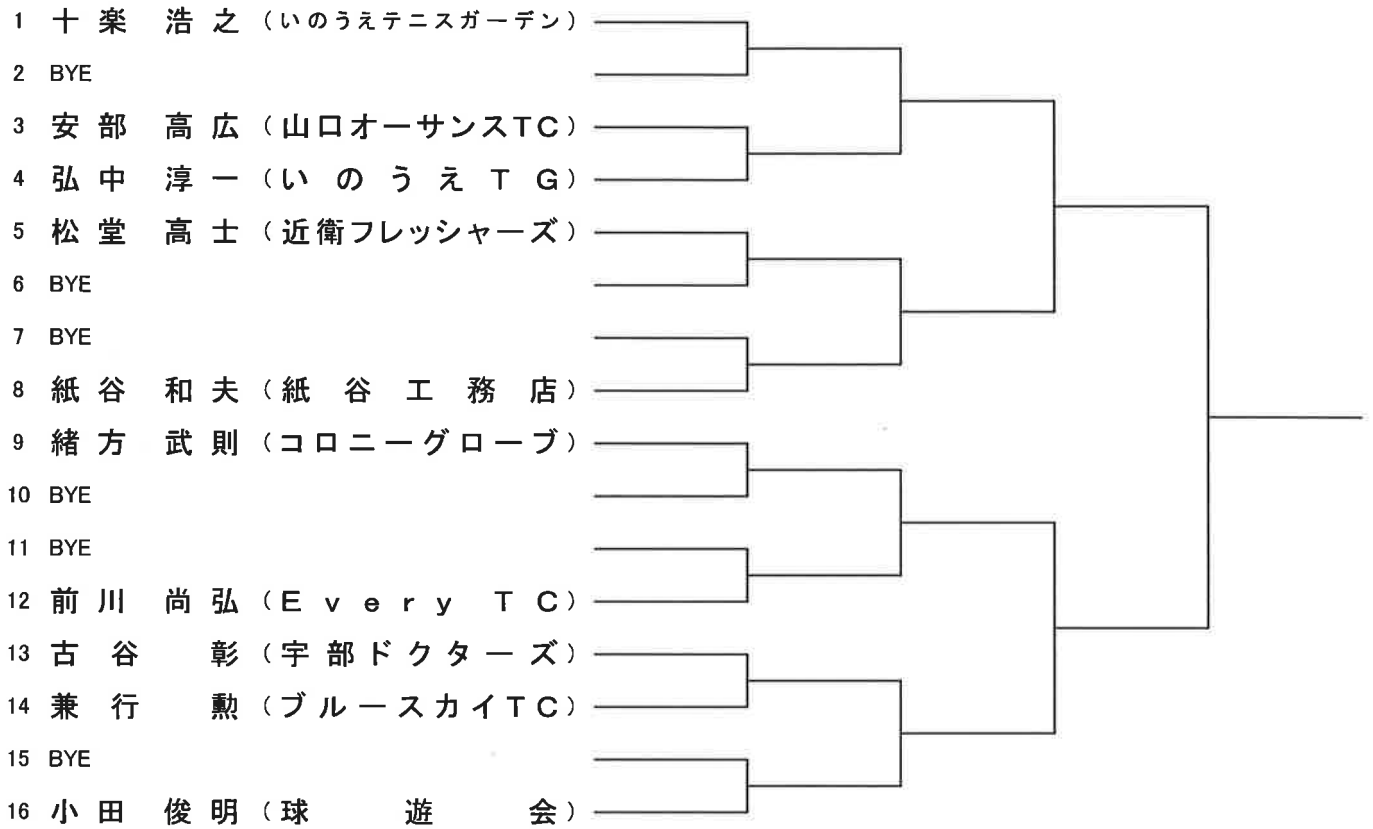 1 十楽 浩之 (いのうえテニスガーデン)
2 BYE
3 安部 高広 (山口オーサンスTC)
4 弘中 淳一 (いのうえTG)
5 松堂 高士 (近衛フレッシャーズ)
6 BYE
7 BYE
8 紙谷 和夫 (紙谷工務店)
9 緒方 武則 (コロニーグローブ)
10 BYE
11 BYE
12 前川 尚弘 (Every TC)
13 古谷 彰 (宇部ドクターズ)
14 兼行 勲 (ブルースカイTC)
15 BYE
16 小田 俊明 (球遊会)